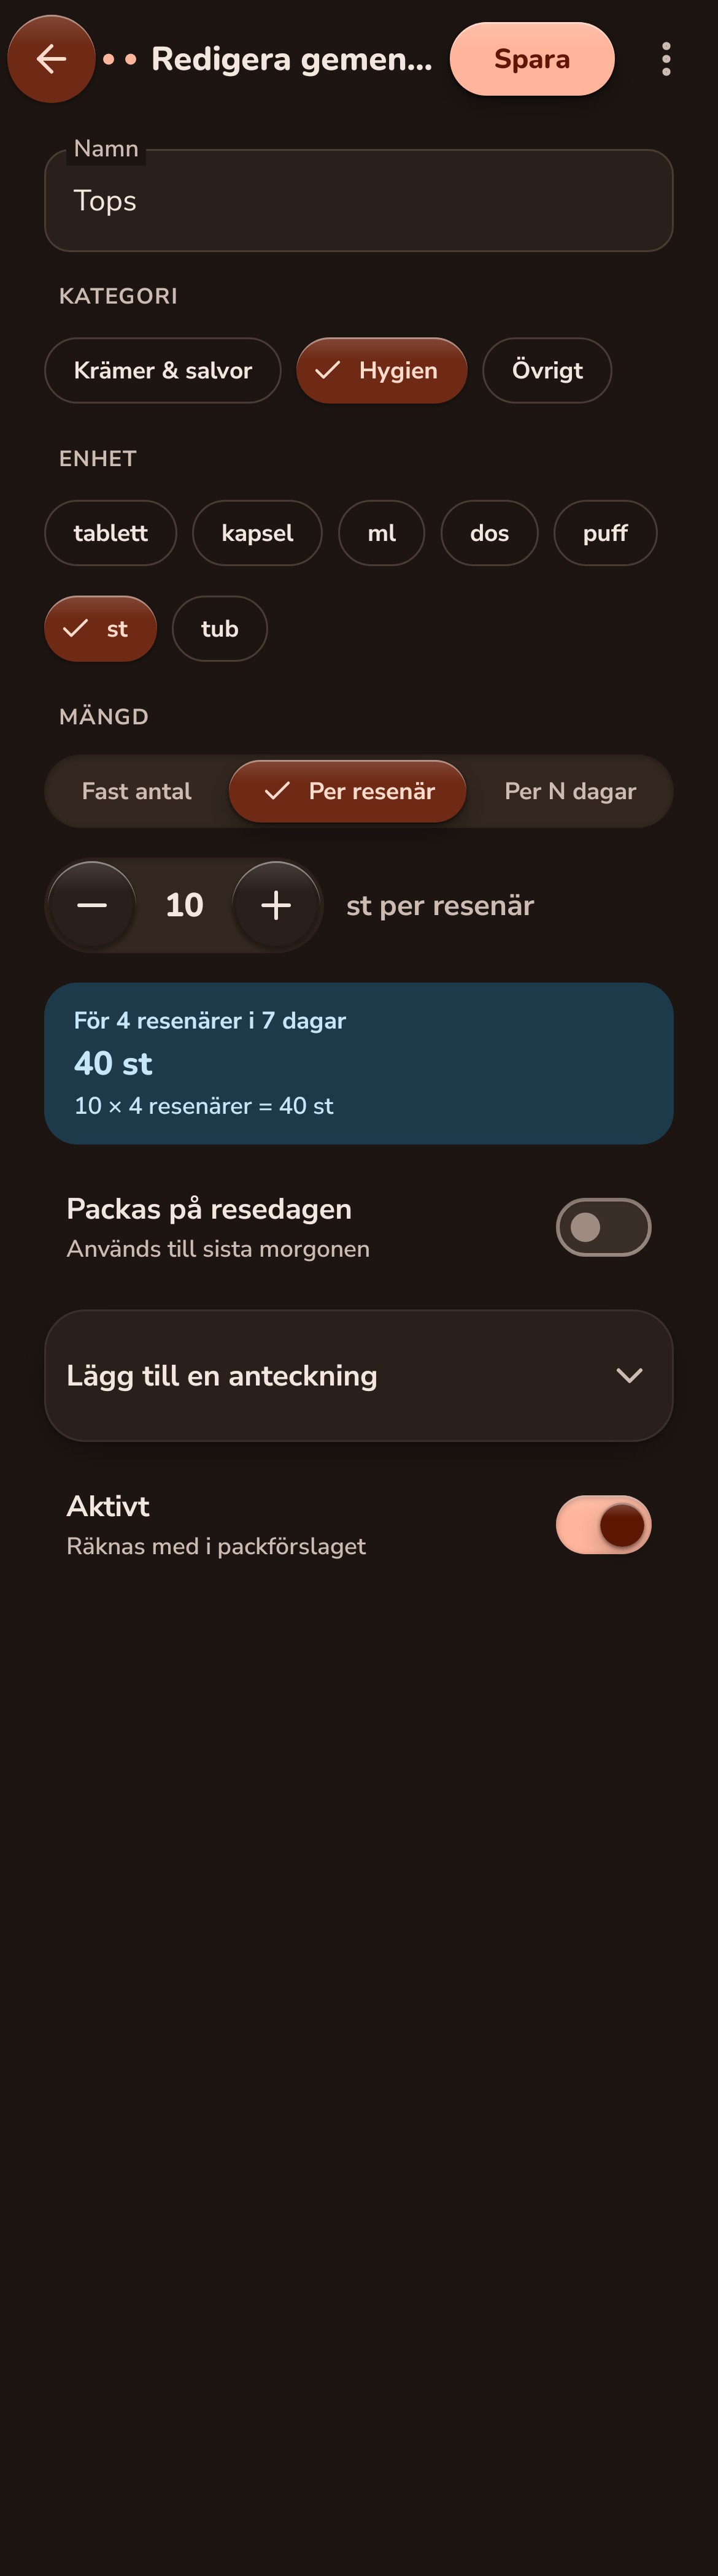 Redigera gemen...
Spara
Namn
Tops
KATEGORI
Krämer & salvor
Hygien
Övrigt
ENHET
tablett
kapsel
ml
dos
puff
st
tub
MÄNGD
Fast antal
Per resenär
Per N dagar
10
st per resenär
För 4 resenärer i 7 dagar
40 st
10 × 4 resenärer = 40 st
Packas på resedagen
Används till sista morgonen
Lägg till en anteckning
Aktivt
Räknas med i packförslaget